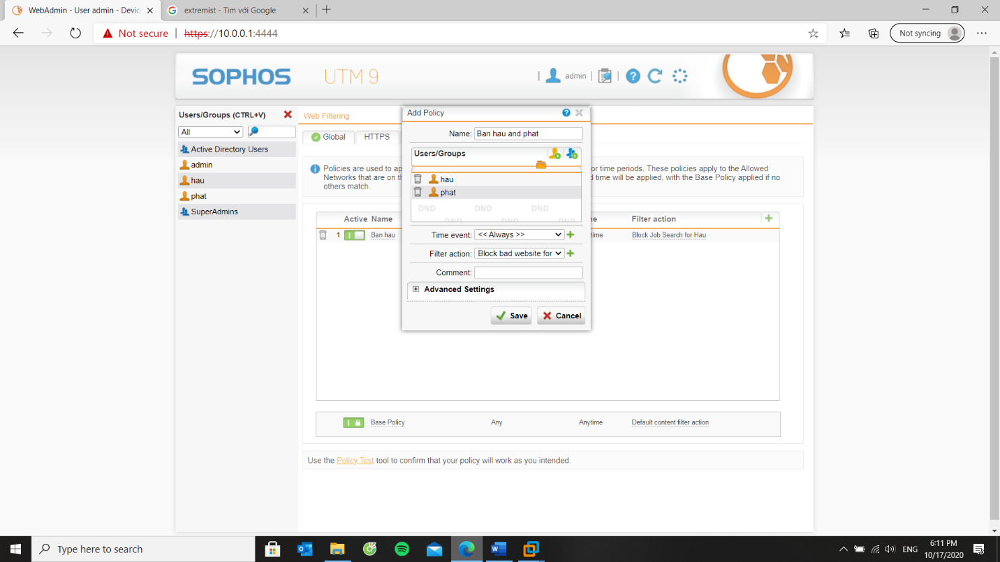 WebAdmin - User admin - Devic
extremist - Tìm với Google
Not secure
https://10.0.0.1:4444
Not syncing
SOPHOS
UTM 9
admin
Users/Groups (CTRL+V)
All
Active Directory Users
admin
hau
phat
SuperAdmins
Web Filtering
Global
HTTPS
Policies are used to ap
or time periods. These policies apply to the Allowed
Networks that are on th
d time will be applied, with the Base Policy applied if no
others match.
Add Policy
Name: Ban hau and phat
Users/Groups
hau
phat
DND DND DND
DND DND DND
Time event: << Always >>
Filter action: Block bad website for
Comment:
Advanced Settings
Save
Cancel
Active Name
ne
Filter action
1 Ban hau
time
Block Job Search for Hau
Base Policy
Any
Anytime
Default content filter action
Use the Policy Test tool to confirm that your policy will work as you intended.
Type here to search
ENG
6:11 PM
10/17/2020